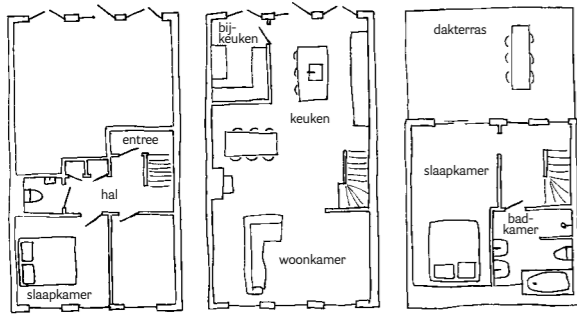 entree
hal
slaapkamer
bij-
keuken
keuken
woonkamer
dakterras
slaapkamer
bad-
kamer